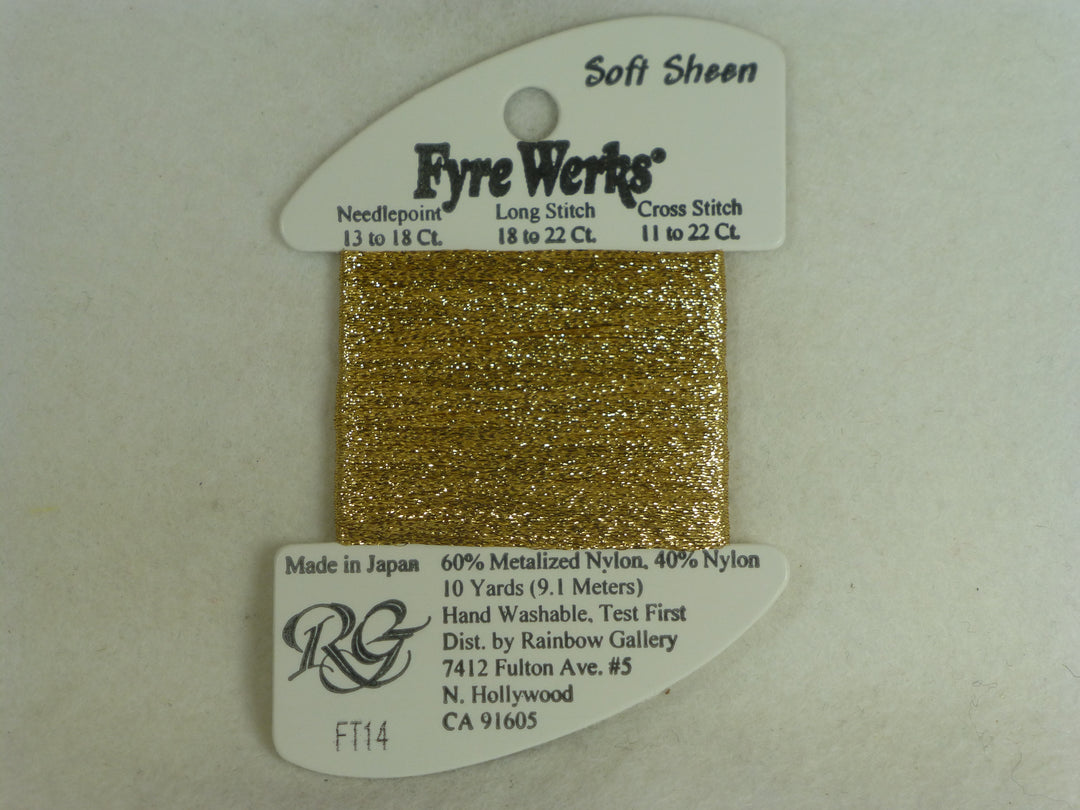 Soft Sheen
Fyre Werks®
Needlepoint Long Stitch Cross Stitch
13 to 18 Ct. 18 to 22 Ct. 11 to 22 Ct.
Made in Japan 60% Metalized Nylon, 40% Nylon
10 Yards (9.1 Meters)
Hand Washable, Test First
Dist. by Rainbow Gallery
7412 Fulton Ave. #5
N. Hollywood
CA 91605
RG
FT14